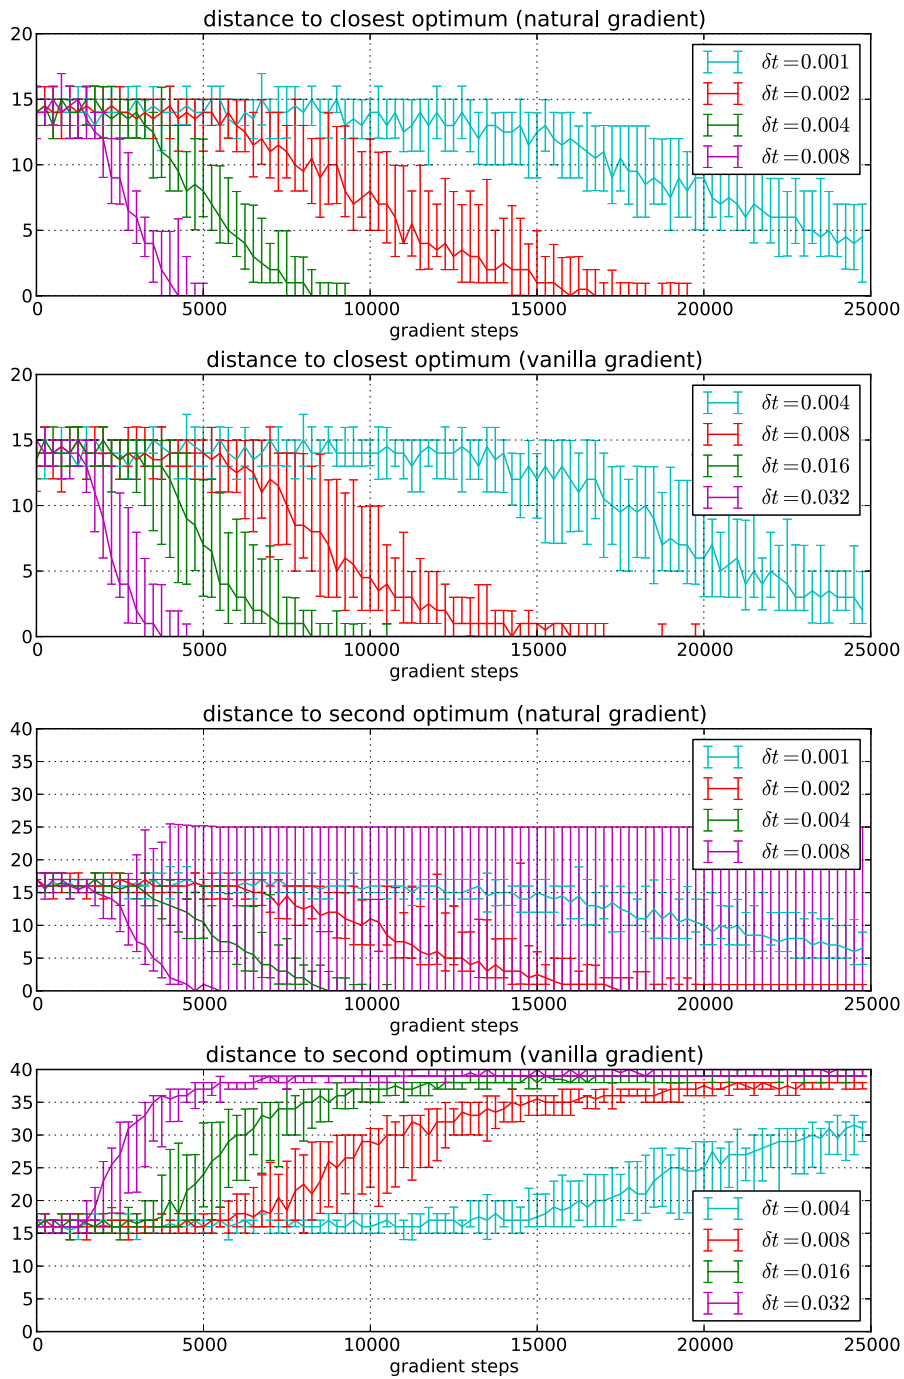 distance to closest optimum (natural gradient)
20
15
10
5
0
δt=0.001
δt=0.002
δt=0.004
δt=0.008
0 5000 10000 15000 20000 25000
gradient steps
distance to closest optimum (vanilla gradient)
20
15
10
5
0
δt=0.004
δt=0.008
δt=0.016
δt=0.032
0 5000 10000 15000 20000 25000
gradient steps
distance to second optimum (natural gradient)
40
35
30
25
20
15
10
5
0
δt=0.001
δt=0.002
δt=0.004
δt=0.008
0 5000 10000 15000 20000 25000
gradient steps
distance to second optimum (vanilla gradient)
40
35
30
25
20
15
10
5
0
δt=0.004
δt=0.008
δt=0.016
δt=0.032
0 5000 10000 15000 20000 25000
gradient steps